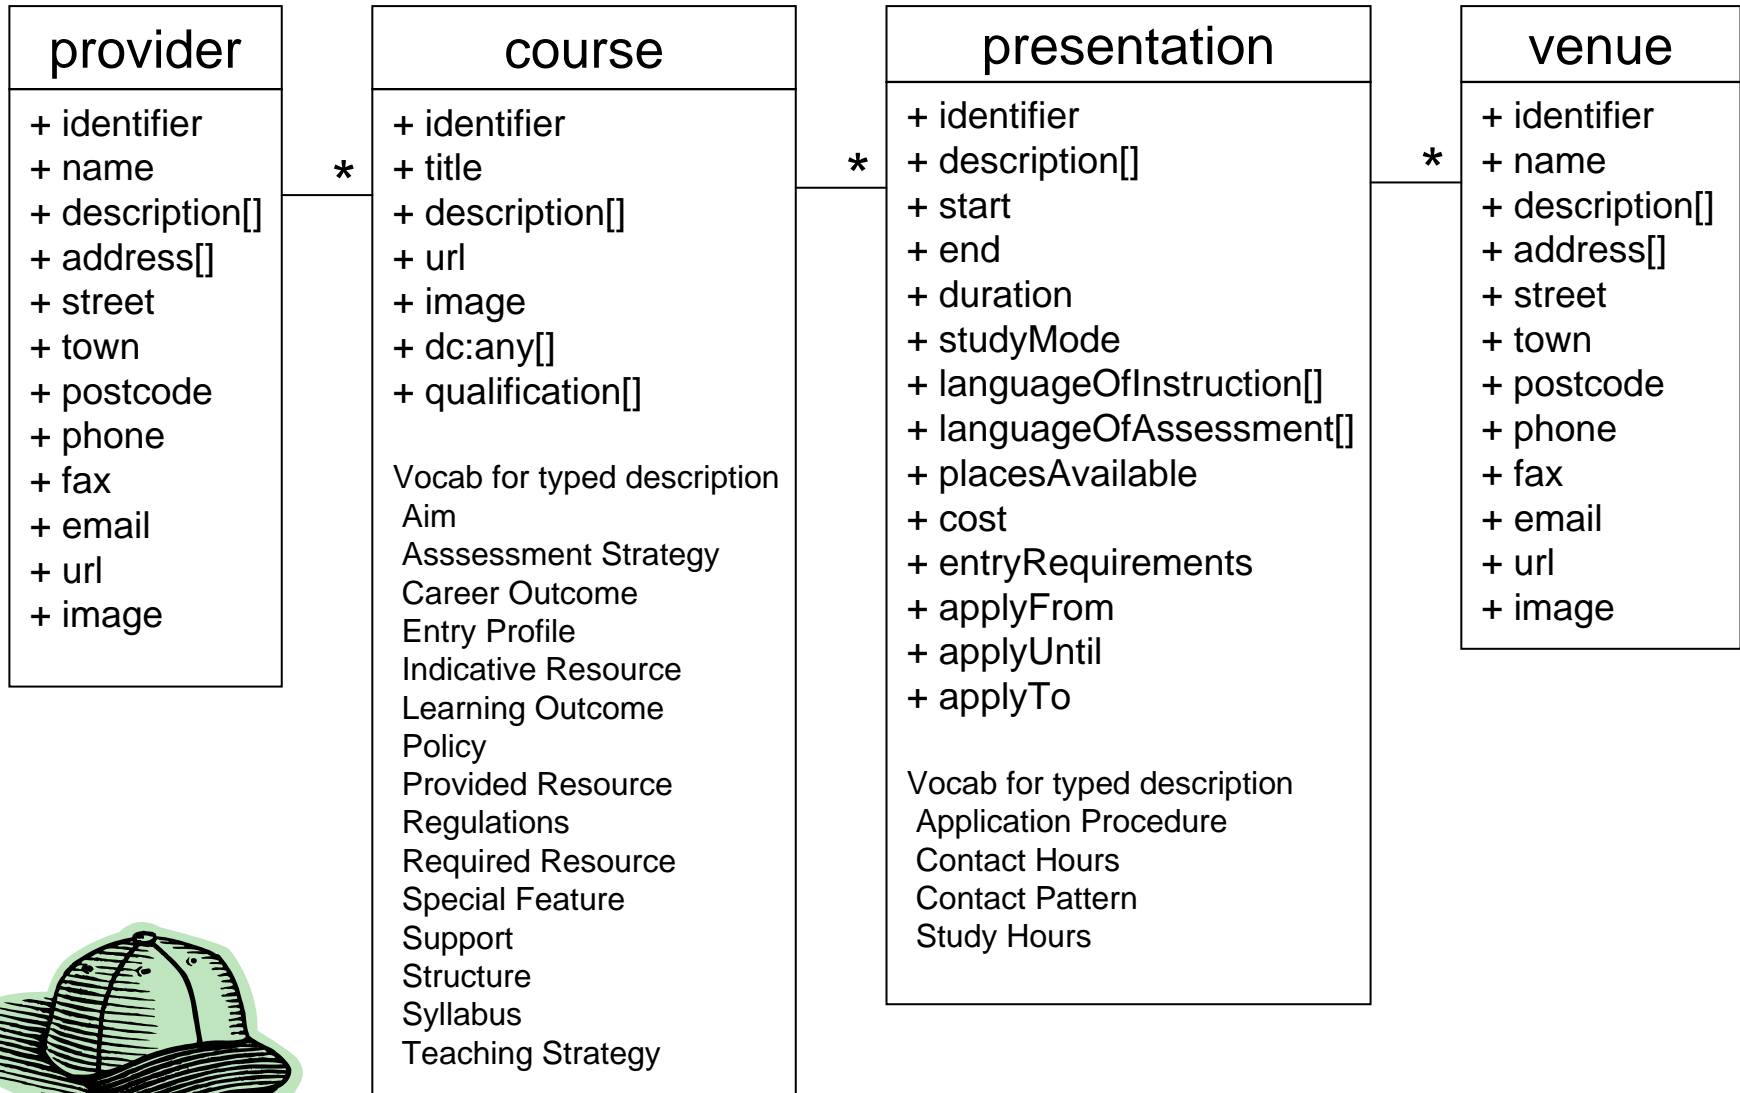 provider
+ identifier
+ name
+ description[]
+ address[]
+ street
+ town
+ postcode
+ phone
+ fax
+ email
+ url
+ image
*
course
+ identifier
+ title
+ description[]
+ url
+ image
+ dc:any[]
+ qualification[]
Vocab for typed description
Aim
Asssessment Strategy
Career Outcome
Entry Profile
Indicative Resource
Learning Outcome
Policy
Provided Resource
Regulations
Required Resource
Special Feature
Support
Structure
Syllabus
Teaching Strategy
*
presentation
+ identifier
+ description[]
+ start
+ end
+ duration
+ studyMode
+ languageOfInstruction[]
+ languageOfAssessment[]
+ placesAvailable
+ cost
+ entryRequirements
+ applyFrom
+ applyUntil
+ applyTo
Vocab for typed description
Application Procedure
Contact Hours
Contact Pattern
Study Hours
*
venue
+ identifier
+ name
+ description[]
+ address[]
+ street
+ town
+ postcode
+ phone
+ fax
+ email
+ url
+ image